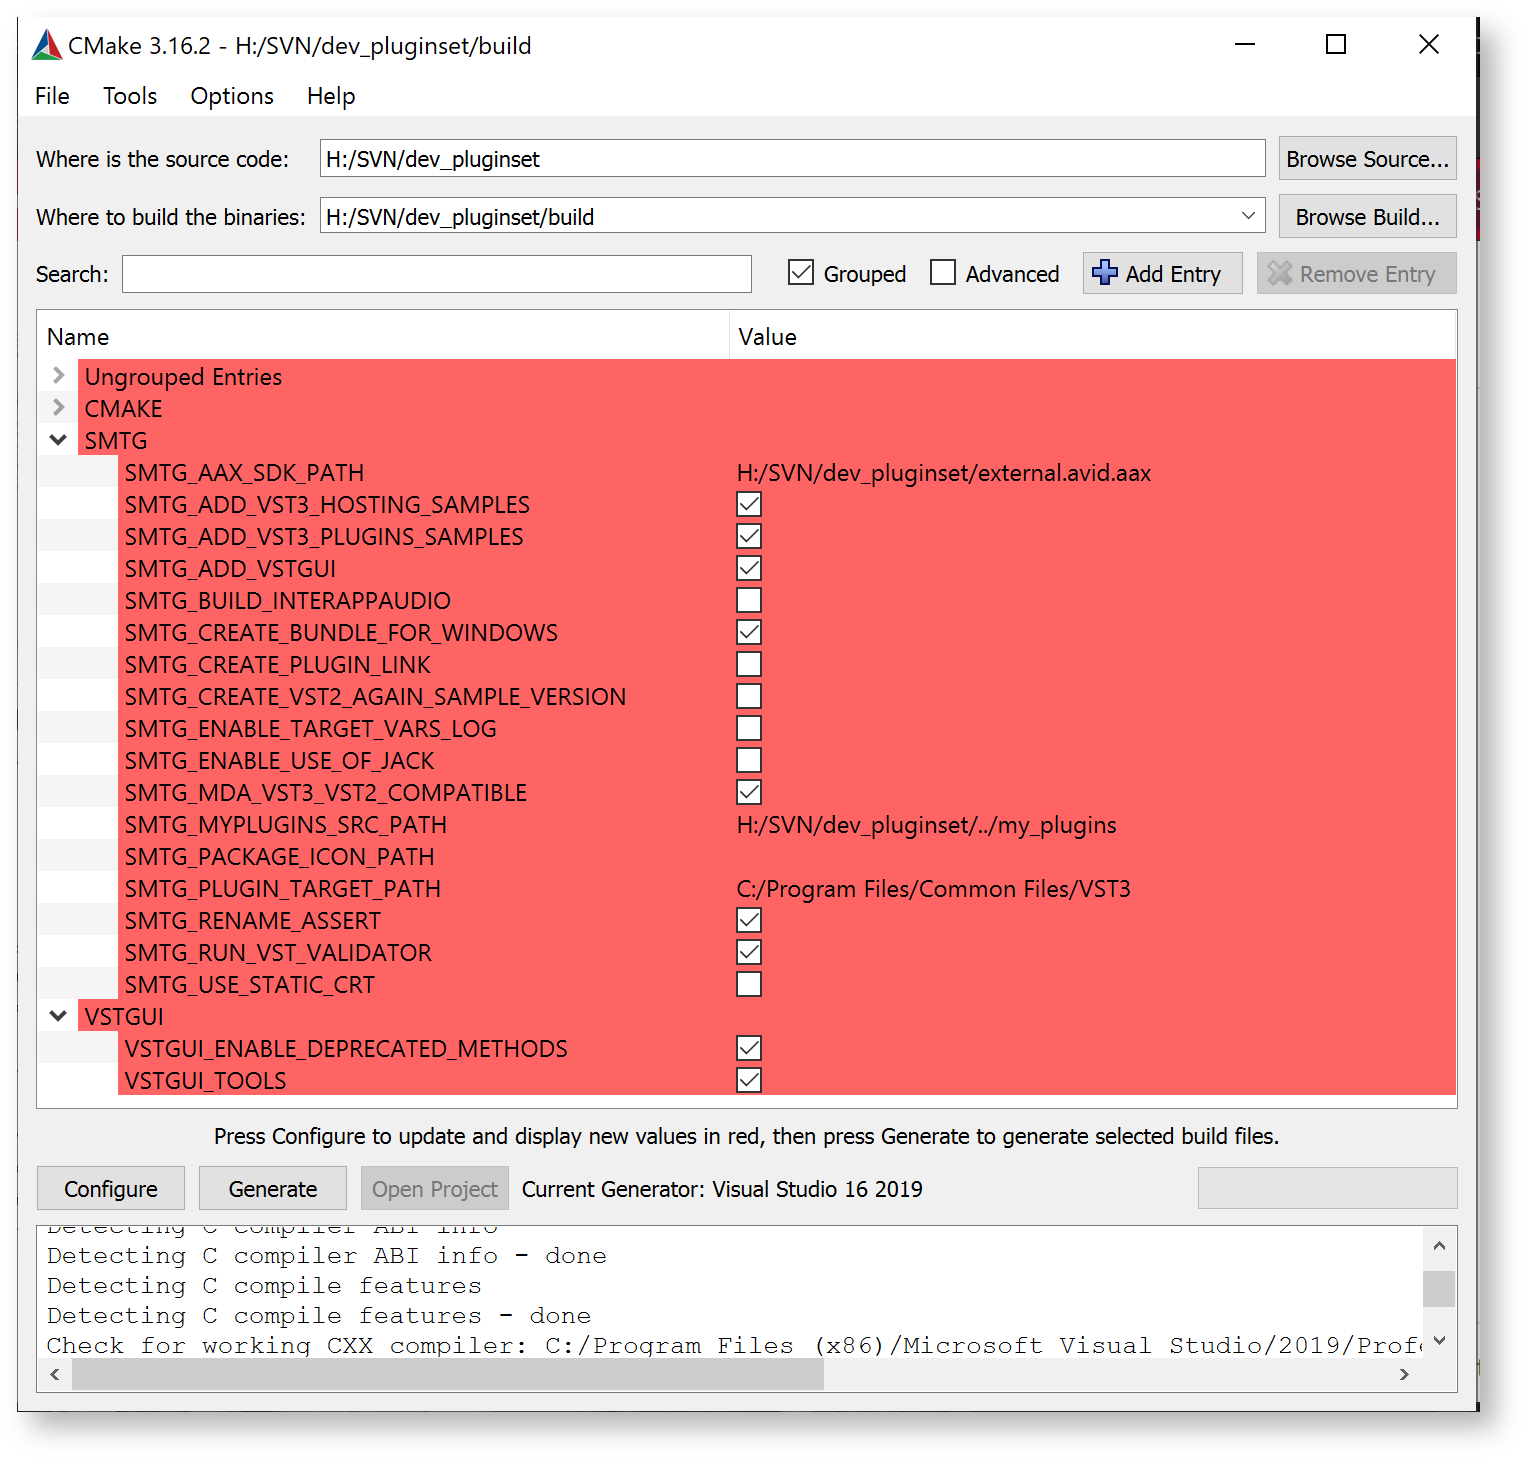 CMake 3.16.2 - H:/SVN/dev_pluginset/build
File Tools Options Help
Where is the source code: H:/SVN/dev_pluginset Browse Source...
Where to build the binaries: H:/SVN/dev_pluginset/build Browse Build...
Search: Grouped Advanced Add Entry Remove Entry
Name Value
Ungrouped Entries
CMAKE
SMTG
SMTG_AAX_SDK_PATH H:/SVN/dev_pluginset/external.avid.aax
SMTG_ADD_VST3_HOSTING_SAMPLES
SMTG_ADD_VST3_PLUGINS_SAMPLES
SMTG_ADD_VSTGUI
SMTG_BUILD_INTERAPPAUDIO
SMTG_CREATE_BUNDLE_FOR_WINDOWS
SMTG_CREATE_PLUGIN_LINK
SMTG_CREATE_VST2_AGAIN_SAMPLE_VERSION
SMTG_ENABLE_TARGET_VARS_LOG
SMTG_ENABLE_USE_OF_JACK
SMTG_MDA_VST3_VST2_COMPATIBLE
SMTG_MYPLUGINS_SRC_PATH H:/SVN/dev_pluginset/../my_plugins
SMTG_PACKAGE_ICON_PATH
SMTG_PLUGIN_TARGET_PATH C:/Program Files/Common Files/VST3
SMTG_RENAME_ASSERT
SMTG_RUN_VST_VALIDATOR
SMTG_USE_STATIC_CRT
VSTGUI
VSTGUI_ENABLE_DEPRECATED_METHODS
VSTGUI_TOOLS
Press Configure to update and display new values in red, then press Generate to generate selected build files.
Configure Generate Open Project Current Generator: Visual Studio 16 2019
Detecting C compiler ABI info
Detecting C compiler ABI info - done
Detecting C compile features
Detecting C compile features - done
Check for working CXX compiler: C:/Program Files (x86)/Microsoft Visual Studio/2019/Profe